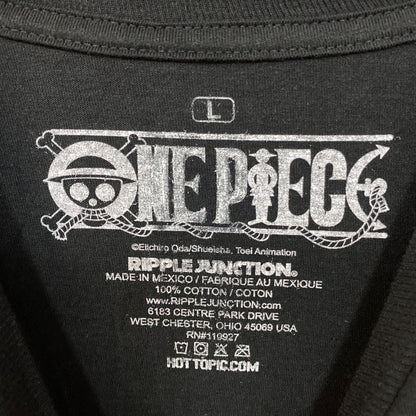 L
ONE PIECE
©Eiichiro Oda/Shueisha, Toei Animation
RIPPLE JUNCTION®
MADE IN MEXICO / FABRIQUE AU MEXIQUE
100% COTTON / COTON
www.RIPPLEJUNCTION.com
6183 CENTRE PARK DRIVE
WEST CHESTER, OHIO 45069 USA
RN#119927
HOTTOPIC.COM